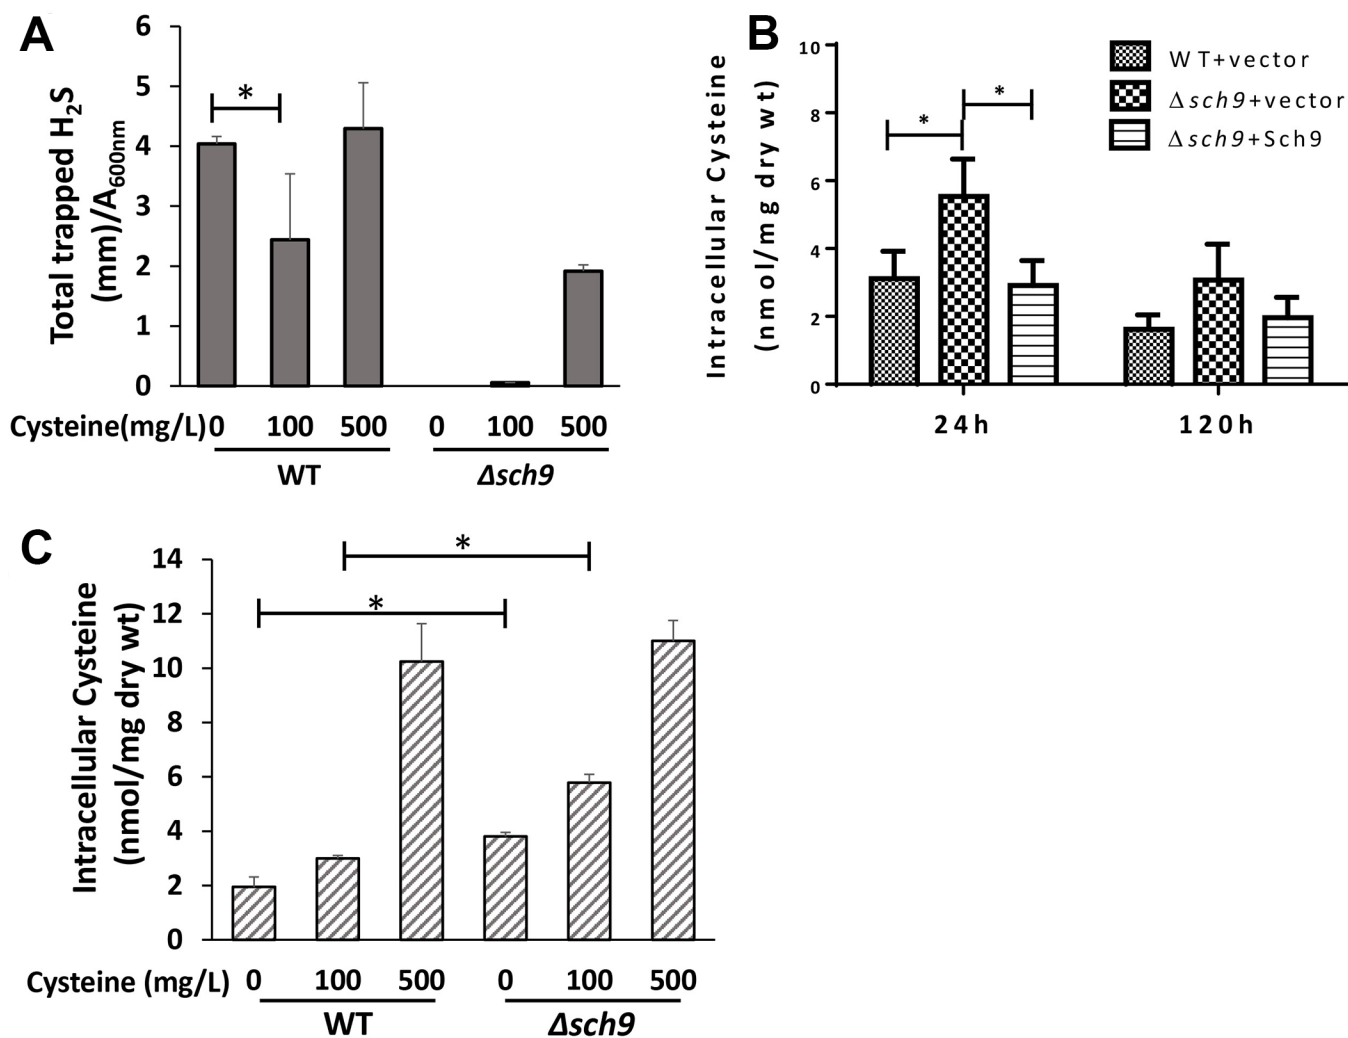 A
Total trapped H₂S
(mm)/A₆₀₀ₙₘ
6
5
4
3
2
1
0
*
Cysteine(mg/L) 0 100 500 0 100 500
WT Δsch9
B
Intracellular Cysteine
(nmol/mg dry wt)
10
8
6
4
2
0
* *
WT+vector
Δsch9+vector
Δsch9+Sch9
24h 120h
C
Intracellular Cysteine
(nmol/mg dry wt)
14
12
10
8
6
4
2
0
*
*
Cysteine (mg/L) 0 100 500 0 100 500
WT Δsch9